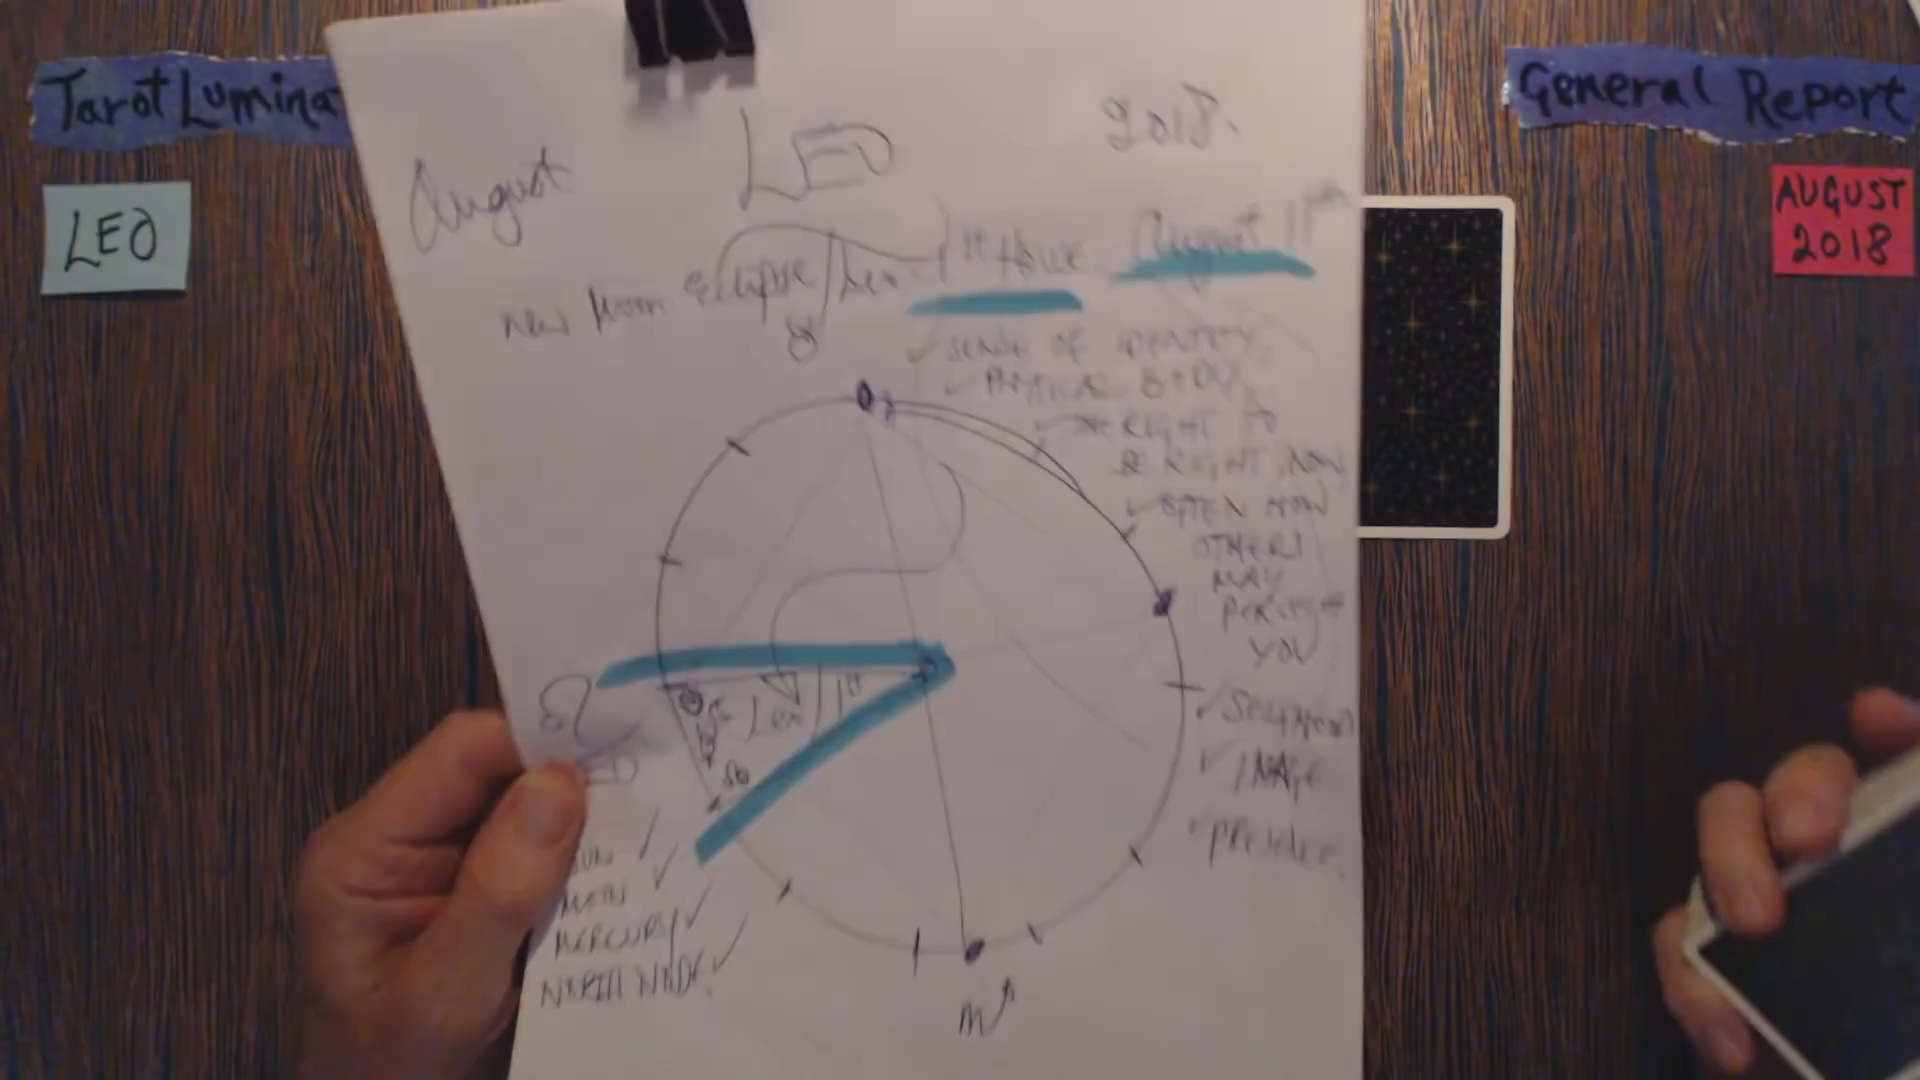 Tarot Lumina
General Report
LEO
AUGUST
2018
August
LEO
2018.
New Moon eclipse/Leo.
1st House
August 11th
✓ SENSE OF IDENTITY
✓ PHYSICAL BODY
✓ THE RIGHT TO
BE RIGHT, NOW
✓ OFTEN HOW
OTHERS
MAY
PERCEIVE
YOU
✓ IMAGE
PRESENCE.
Leo / 1st
SUN ✓
MOON ✓
MERCURY ✓
NORTH NODE ✓